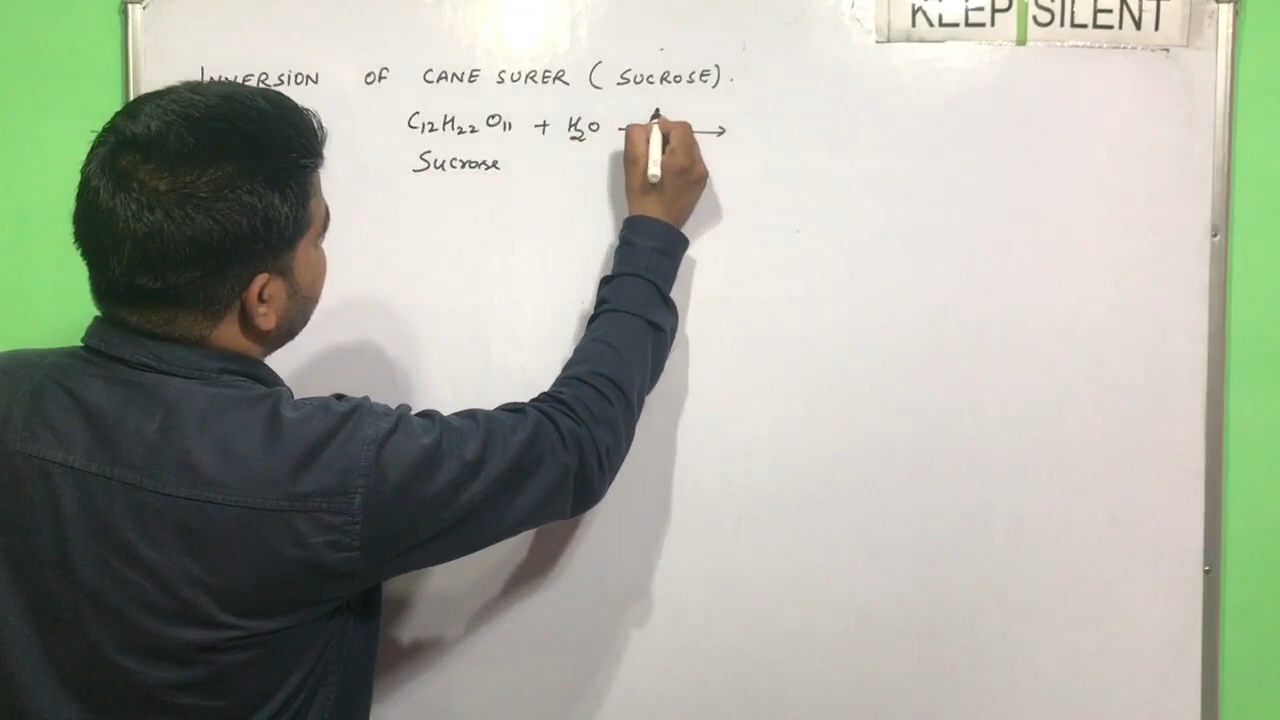 KEEP SILENT
INVERSION OF CANE SURER (SUCROSE).
C₁₂H₂₂O₁₁ + H₂O →
Sucrose